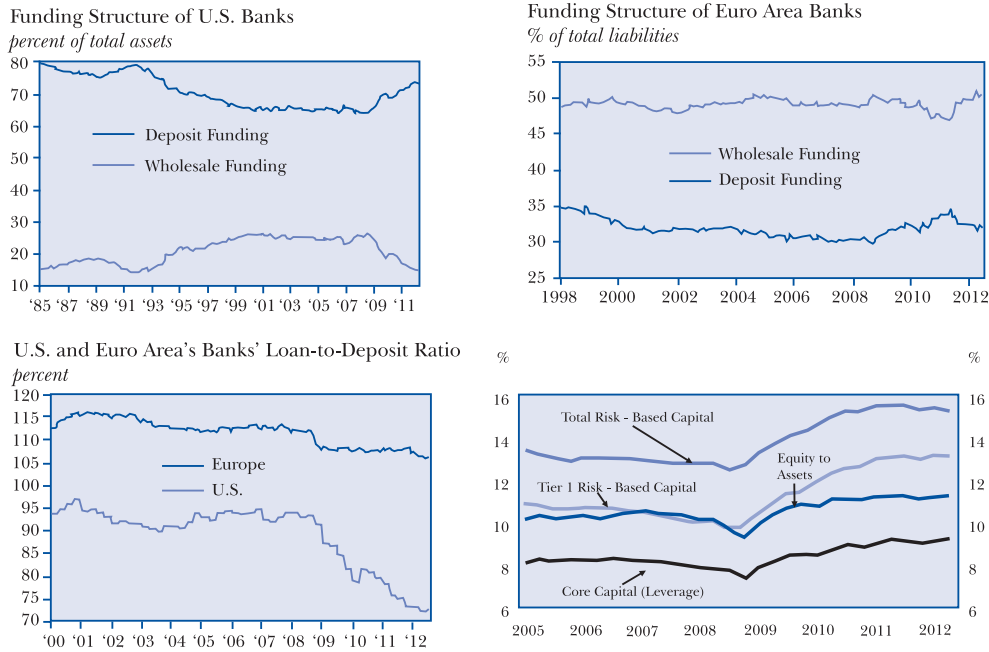 Funding Structure of U.S. Banks
percent of total assets
80
70
60
50
40
30
20
10
Deposit Funding
Wholesale Funding
‘85 ‘87 ‘89 ‘91 ‘93 ‘95 ‘97 ‘99 ‘01 ‘03 ‘05 ‘07 ‘09 ‘11
Funding Structure of Euro Area Banks
% of total liabilities
55
50
45
40
35
30
25
Wholesale Funding
Deposit Funding
1998 2000 2002 2004 2006 2008 2010 2012
U.S. and Euro Area’s Banks’ Loan-to-Deposit Ratio
percent
120
115
110
105
100
95
90
85
80
75
70
Europe
U.S.
‘00 ‘01 ‘02 ‘03 ‘04 ‘05 ‘06 ‘07 ‘08 ‘09 ‘10 ‘11 ‘12
% %
16 16
14 14
12 12
10 10
8 8
6 6
Total Risk - Based Capital
Equity to
Assets
Tier 1 Risk - Based Capital
Core Capital (Leverage)
2005 2006 2007 2008 2009 2010 2011 2012